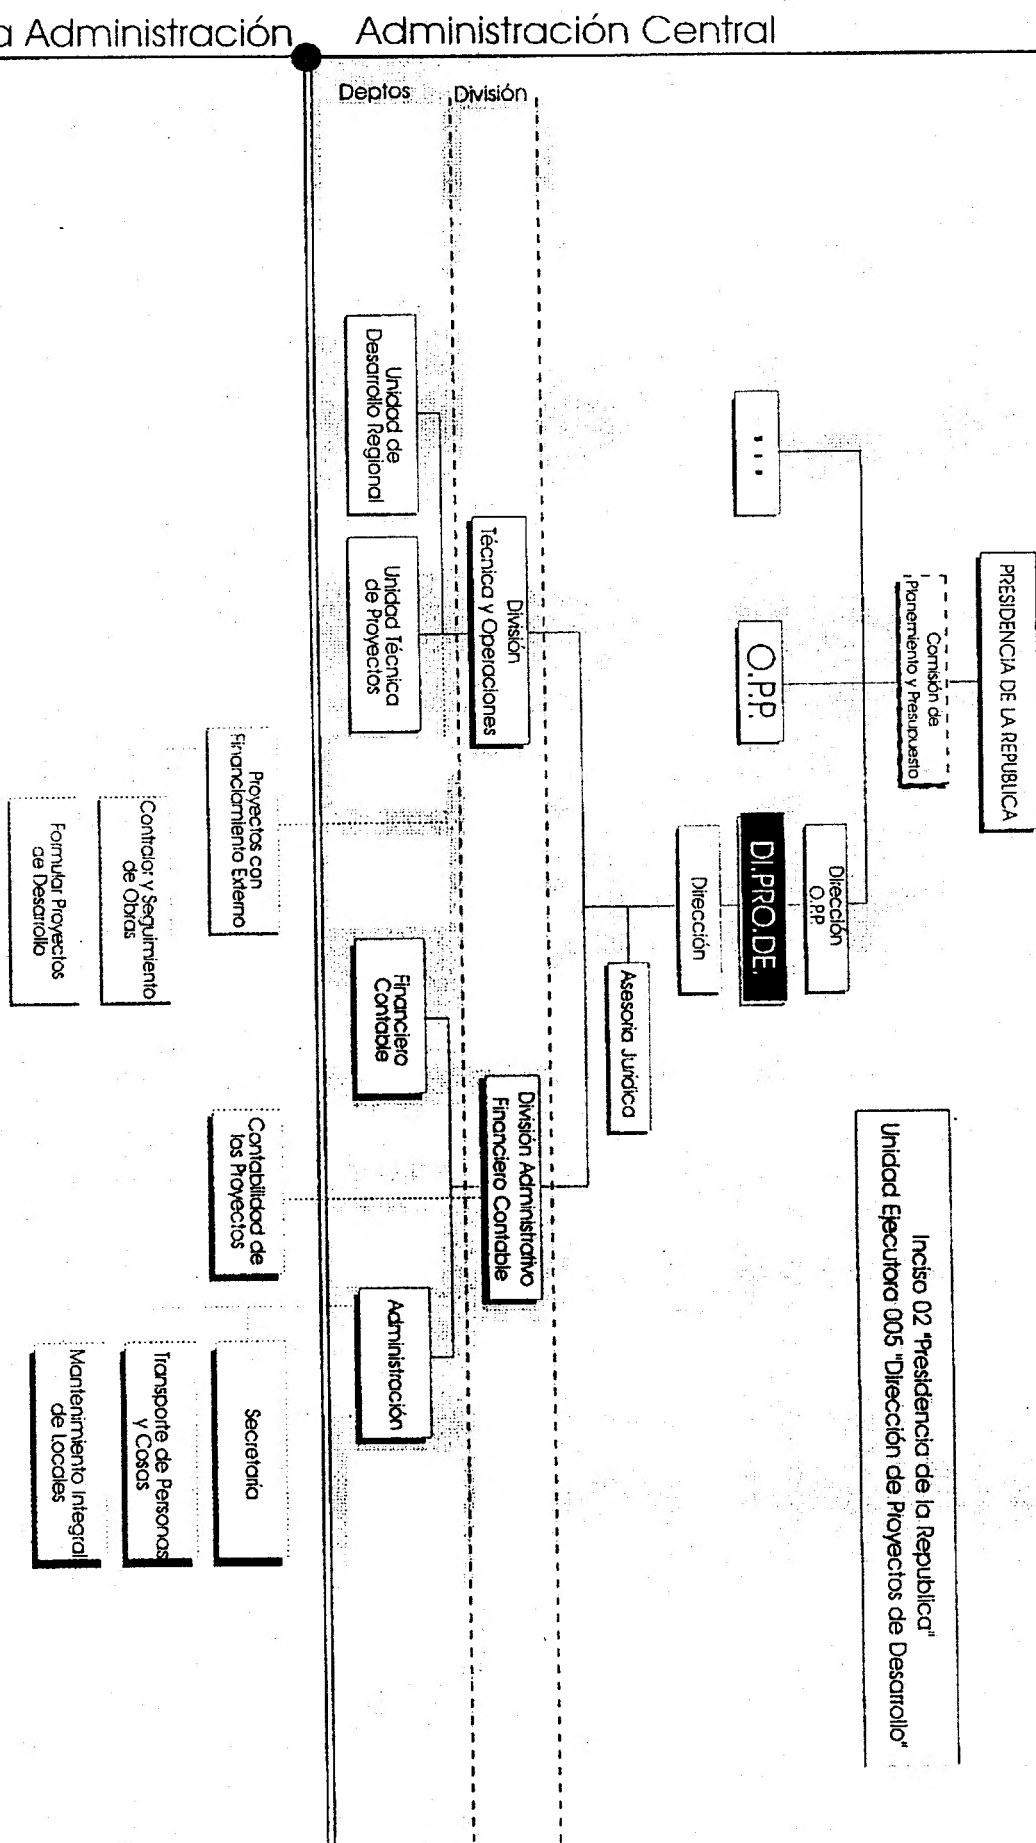 a Administración
Administración Central
Deptos
División
Inciso 02 "Presidencia de la Republica"
Unidad Ejecutora 005 "Dirección de Proyectos de Desarrollo"
PRESIDENCIA DE LA REPUBLICA
Comisión de
Planemiento y Presupuesto
...
O.P.P.
Dirección
O.P.P.
DI.PRO.DE.
Dirección
Asesoría Jurídica
División
Técnica y Operaciones
División Administrativo
Financiero Contable
Unidad de
Desarrollo Regional
Unidad Técnica
de Proyectos
Financiero
Contable
Administración
Proyectos con
Financiamiento Externo
Contralor y Seguimiento
de Obras
Formular Proyectos
de Desarrollo
Contabilidad de
los Proyectos
Secretaría
Transporte de Personas
y Cosas
Mantenimiento Integral
de Locales